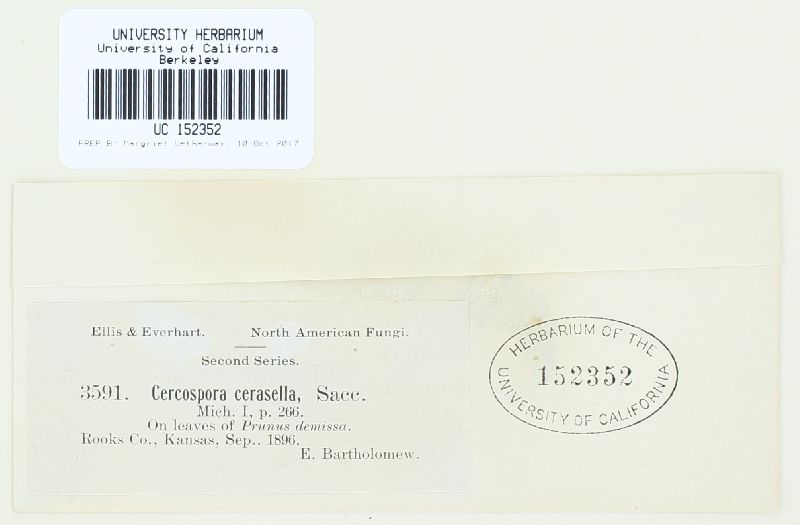 UNIVERSITY HERBARIUM
University of California
Berkeley
UC 152352
PREP BY Margriet Wetherwax, 10 Oct 2017
Ellis & Everhart. North American Fungi.
Second Series.
3591. Cercospora cerasella, Sacc.
Mich. I, p. 266.
On leaves of Prunus demissa.
Rooks Co., Kansas, Sep.. 1896.
E. Bartholomew.
HERBARIUM OF THE
152352
UNIVERSITY OF CALIFORNIA